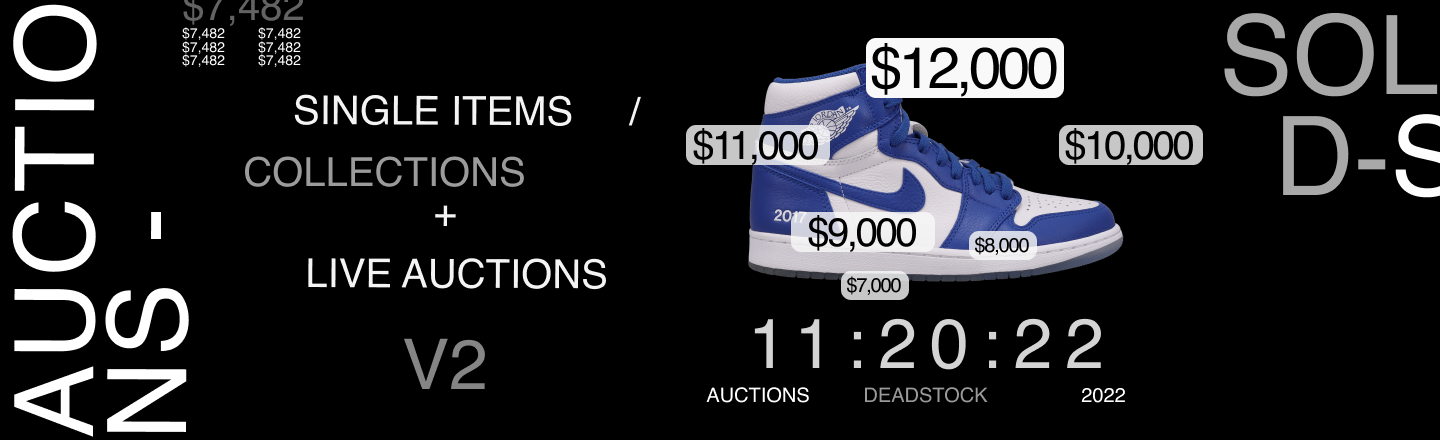 AUCTIO
NS -
$7,482
$7,482 $7,482
$7,482 $7,482
$7,482 $7,482
SINGLE ITEMS /
COLLECTIONS
+
LIVE AUCTIONS
V2
$12,000
JORDAN
$11,000
$10,000
2017
$9,000
$8,000
$7,000
11:20:22
AUCTIONS DEADSTOCK 2022
SOL
D-S